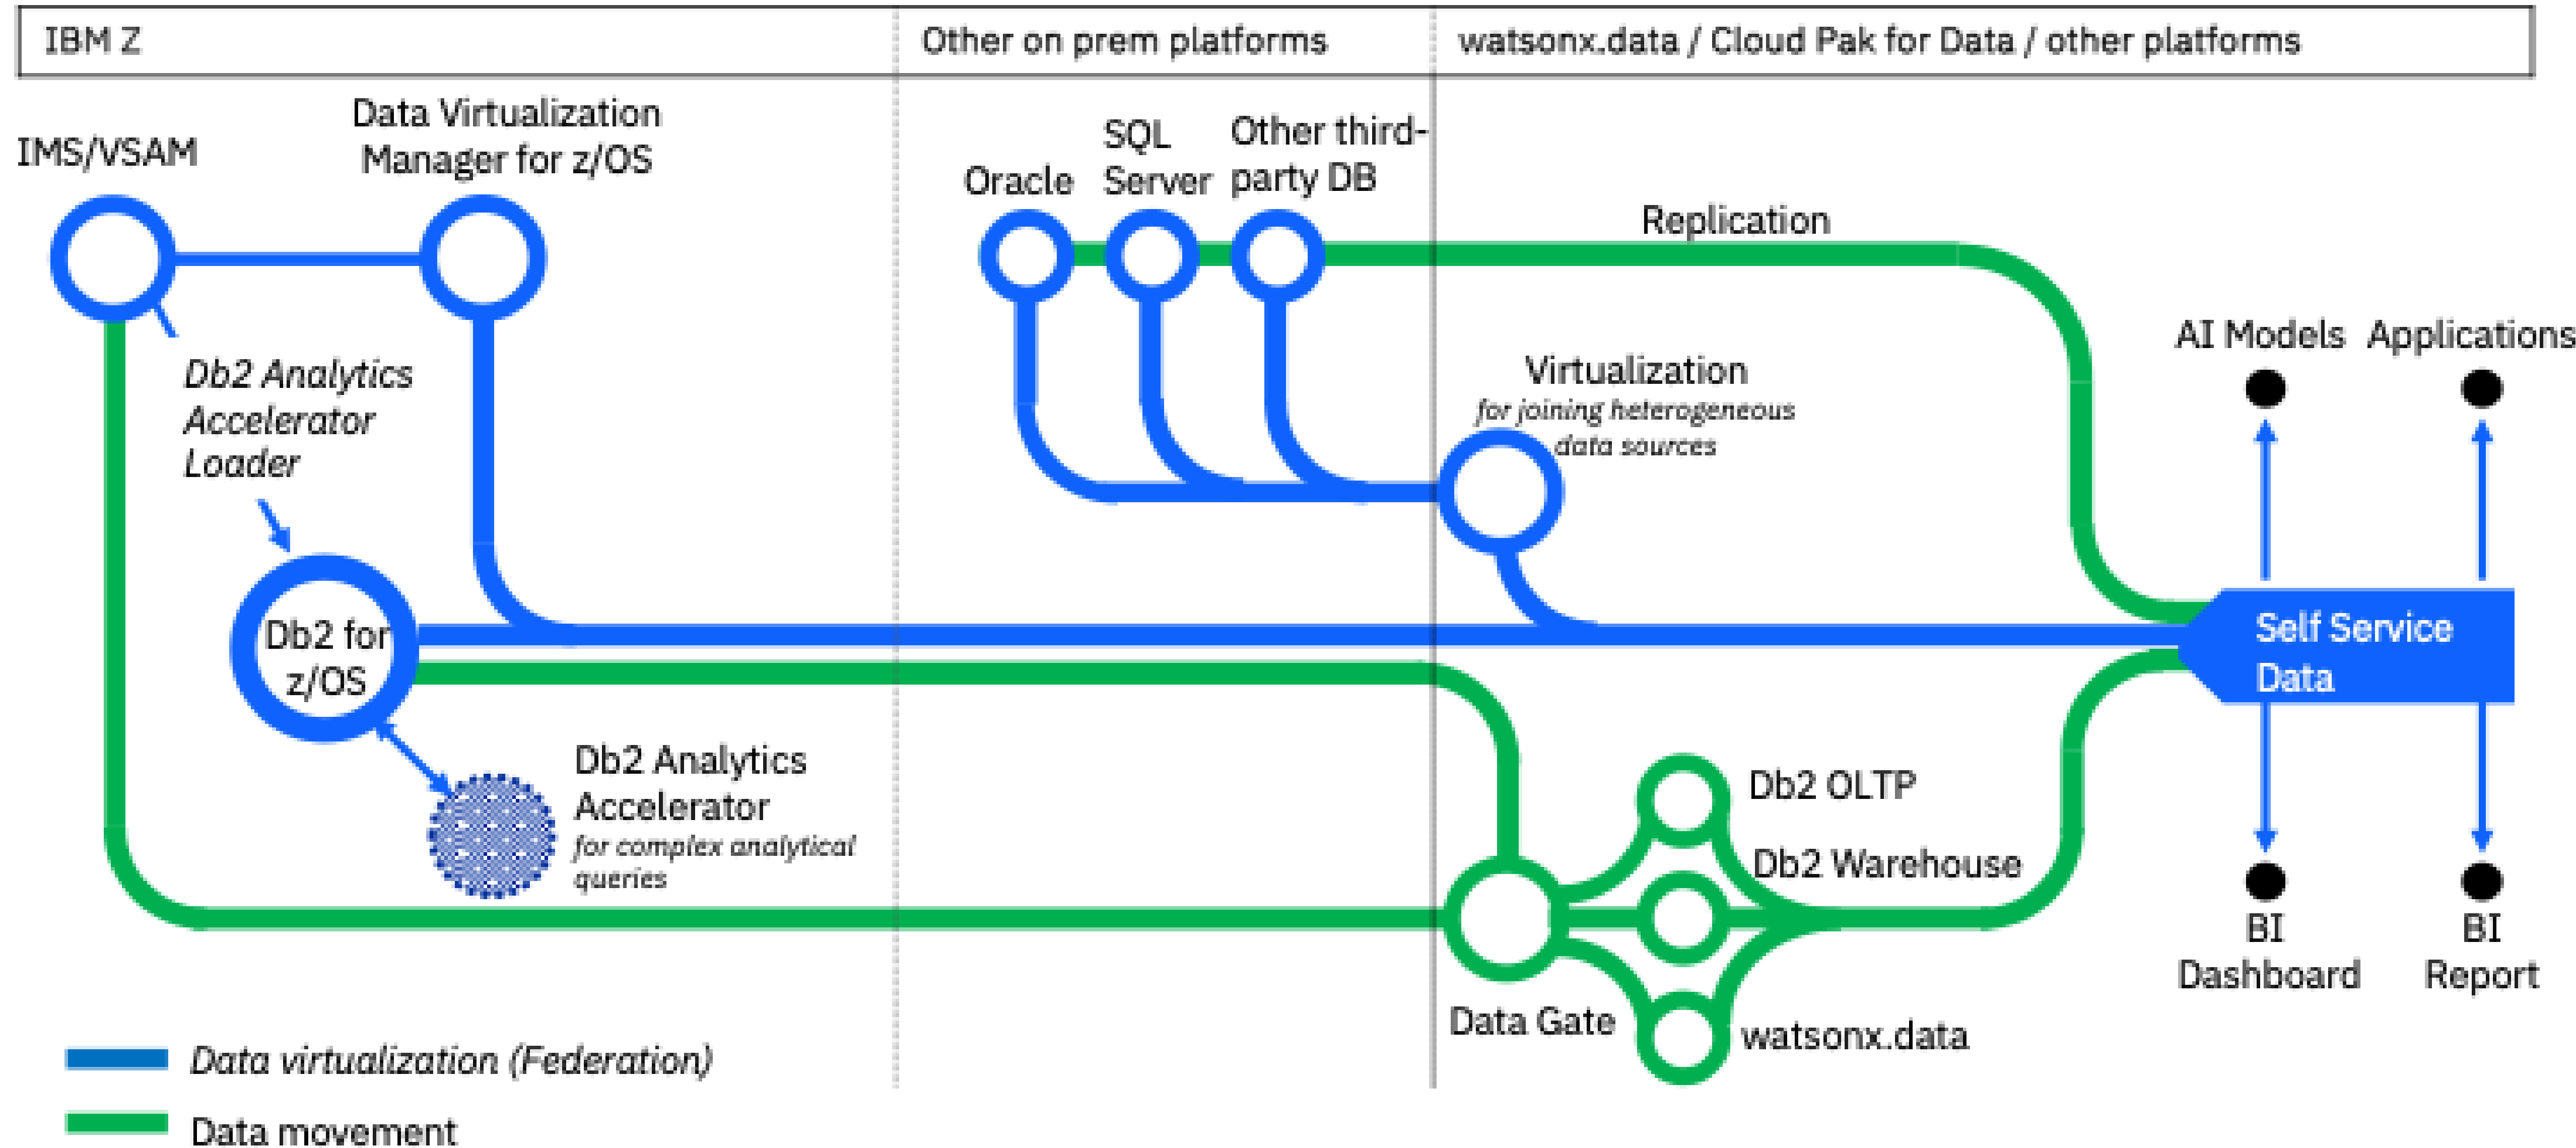 IBM Z
Other on prem platforms
watsonx.data / Cloud Pak for Data / other platforms
IMS/VSAM
Data Virtualization
Manager for z/OS
Oracle
SQL
Server
Other third-
party DB
Replication
Db2 Analytics
Accelerator
Loader
Virtualization
for joining heterogeneous
data sources
AI Models
Applications
Db2 for
z/OS
Self Service
Data
Db2 Analytics
Accelerator
for complex analytical
queries
Db2 OLTP
Db2 Warehouse
Data Gate
watsonx.data
BI
Dashboard
BI
Report
Data virtualization (Federation)
Data movement